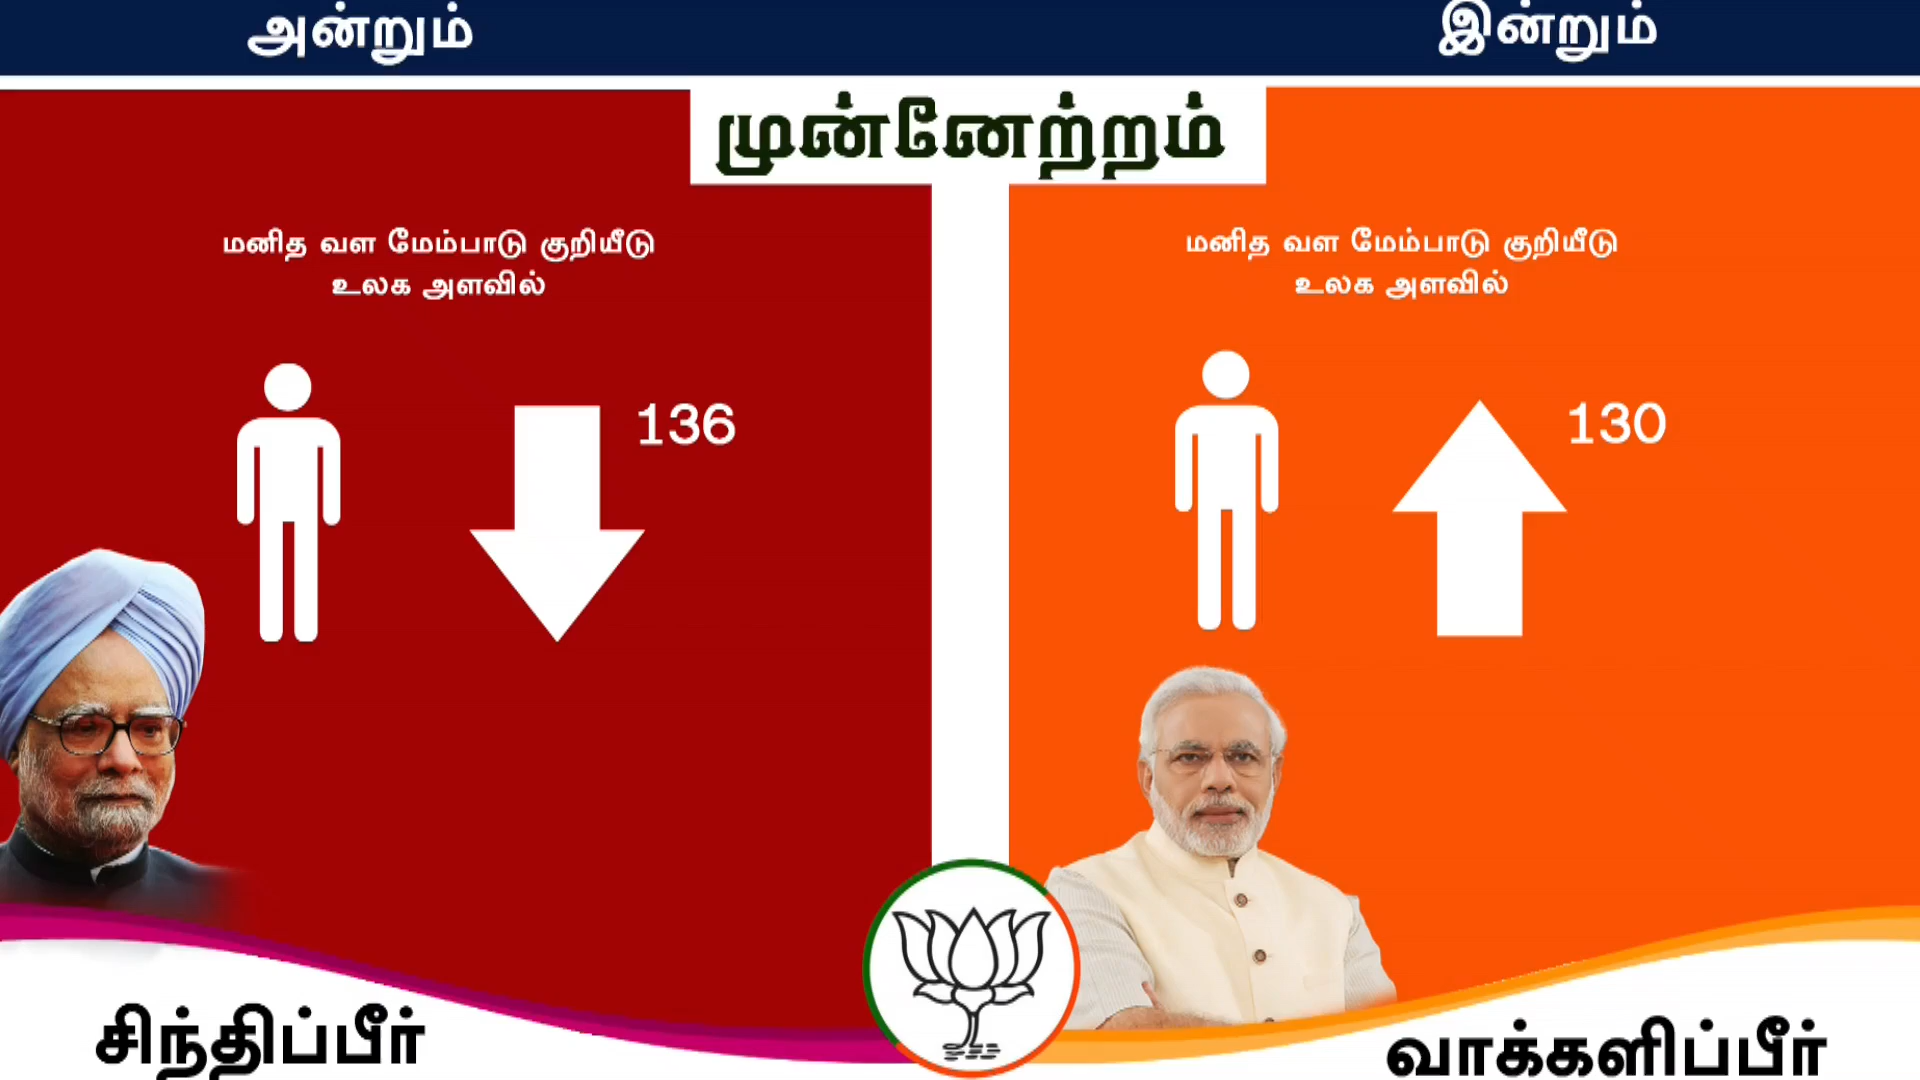 அன்றும்
இன்றும்
முன்னேற்றம்
மனித வள மேம்பாடு குறியீடு
உலக அளவில்
136
மனித வள மேம்பாடு குறியீடு
உலக அளவில்
130
சிந்திப்பீர்
வாக்களிப்பீர்